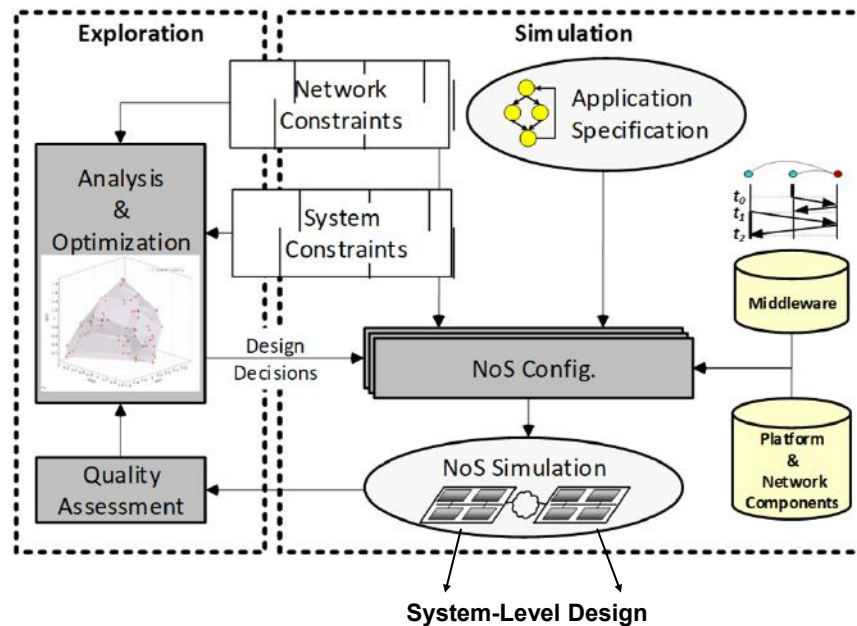 Exploration
Simulation
Network
Constraints
Application
Specification
Analysis
&
Optimization
System
Constraints
t0
t1
t2
Middleware
Design
Decisions
NoS Config.
Platform
&
Network
Components
Quality
Assessment
NoS Simulation
System-Level Design